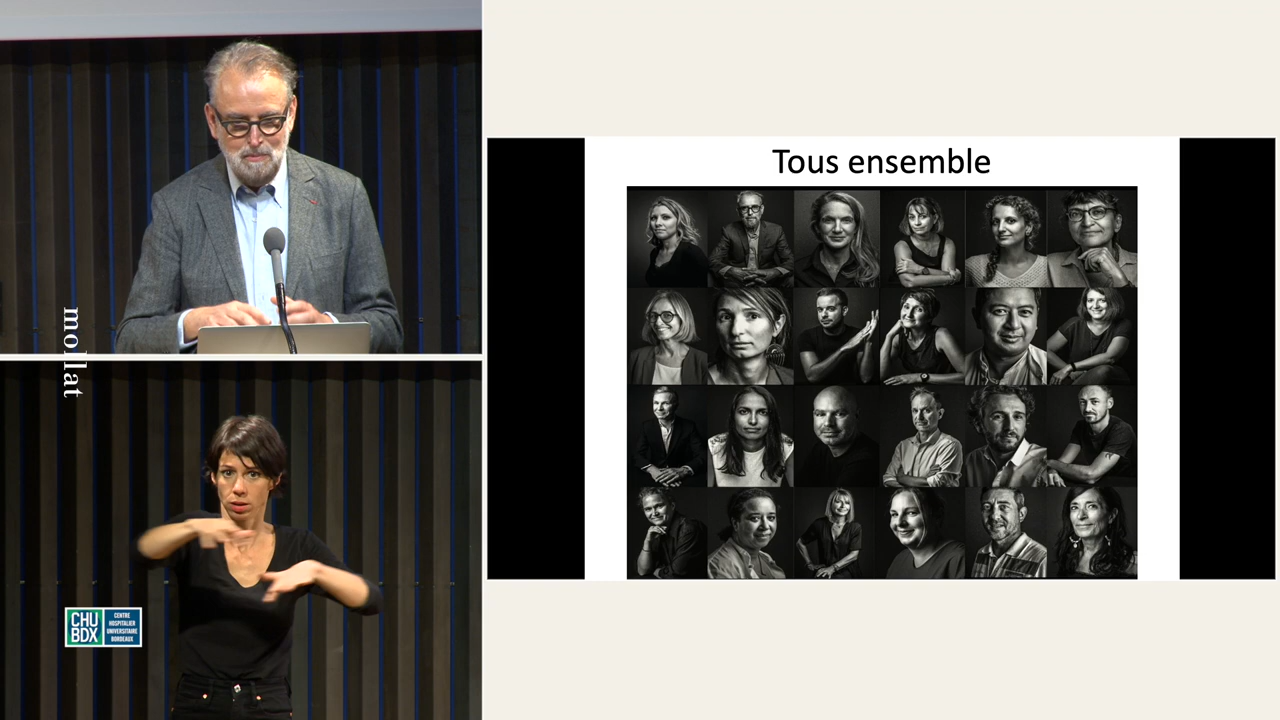 Tous ensemble
mollat
CHU
BDX
CENTRE
HOSPITALIER
UNIVERSITAIRE
BORDEAUX